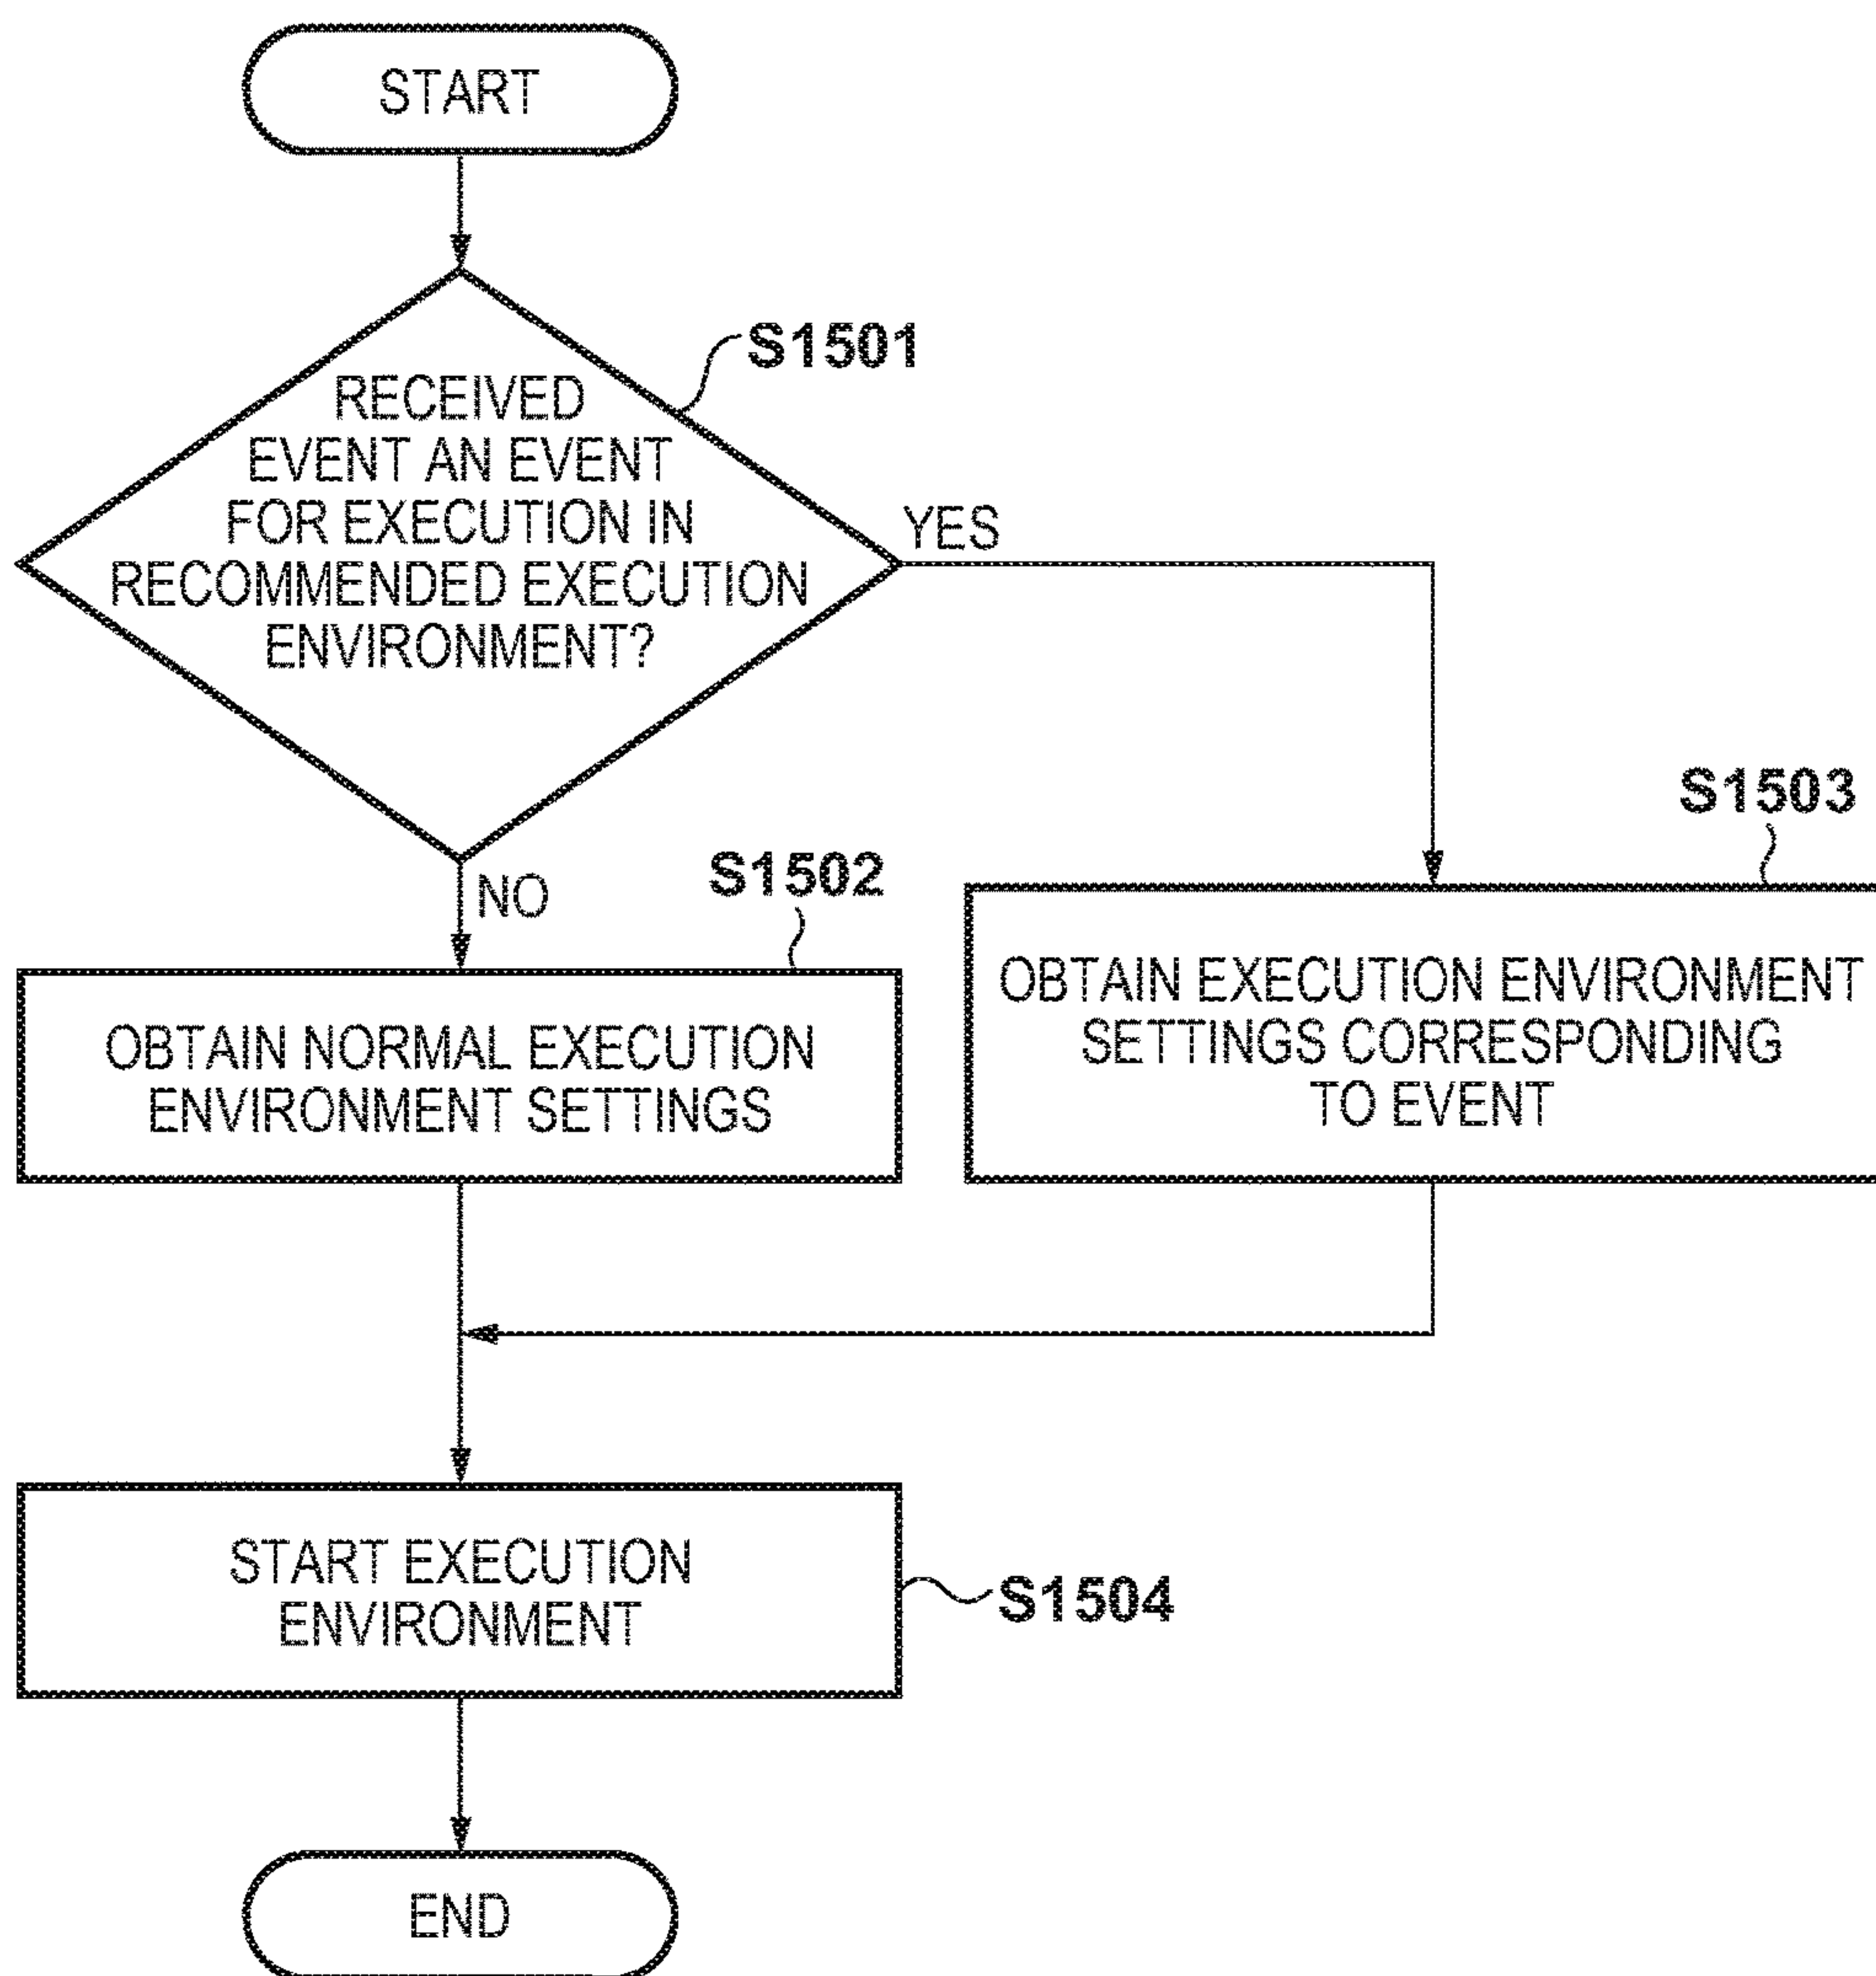 START
S1501
RECEIVED
EVENT AN EVENT
FOR EXECUTION IN
RECOMMENDED EXECUTION
ENVIRONMENT?
YES
NO
S1502
OBTAIN NORMAL EXECUTION
ENVIRONMENT SETTINGS
S1503
OBTAIN EXECUTION ENVIRONMENT
SETTINGS CORRESPONDING
TO EVENT
START EXECUTION
ENVIRONMENT
S1504
END